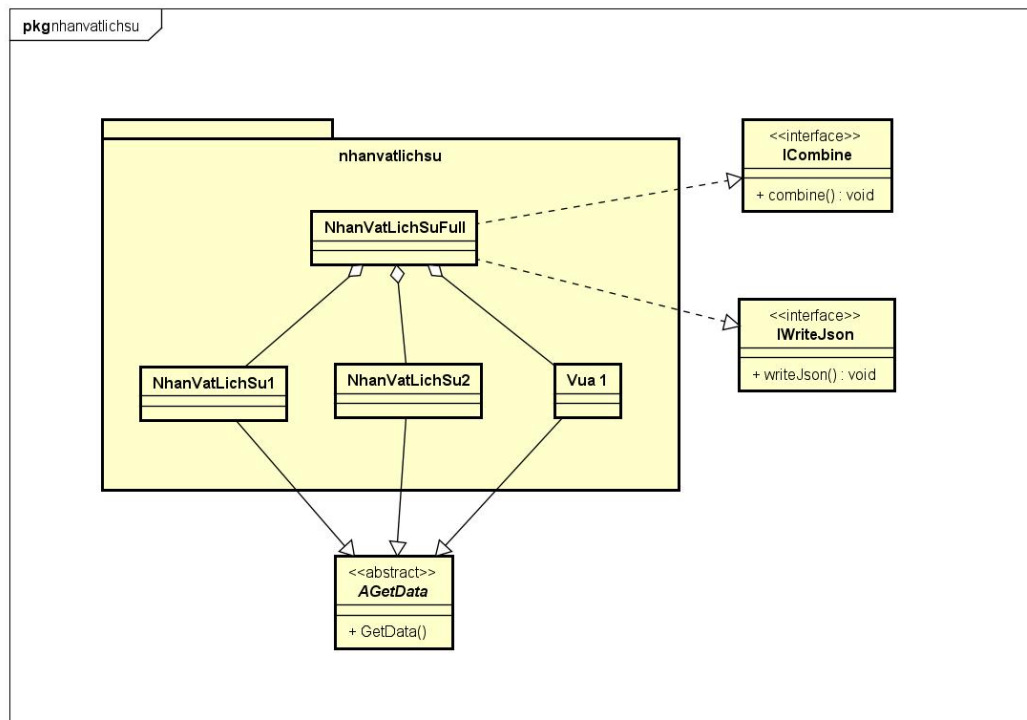 pkgnhanvatlichsu
nhanvatlichsu
NhanVatLichSuFull
NhanVatLichSu1
NhanVatLichSu2
Vua 1
<<interface>>
ICombine
+ combine() : void
<<interface>>
IWriteJson
+ writeJson() : void
<<abstract>>
AGetData
+ GetData()